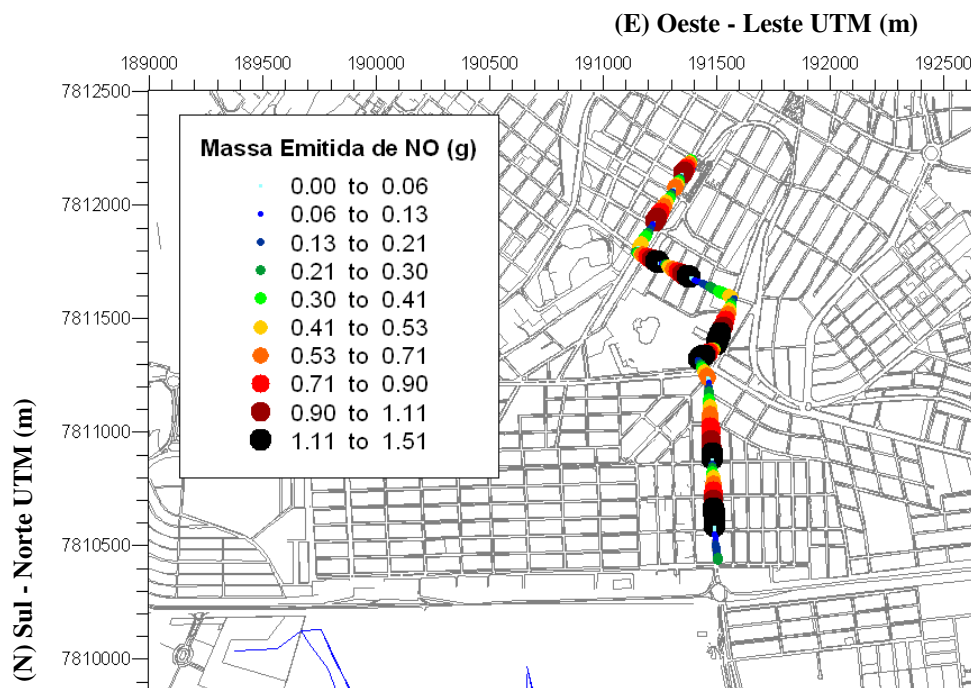 (E) Oeste - Leste UTM (m)
189000 189500 190000 190500 191000 191500 192000 192500
7812500
7812000
7811500
7811000
7810500
7810000
(N) Sul - Norte UTM (m)
Massa Emitida de NO (g)
0.00 to 0.06
0.06 to 0.13
0.13 to 0.21
0.21 to 0.30
0.30 to 0.41
0.41 to 0.53
0.53 to 0.71
0.71 to 0.90
0.90 to 1.11
1.11 to 1.51